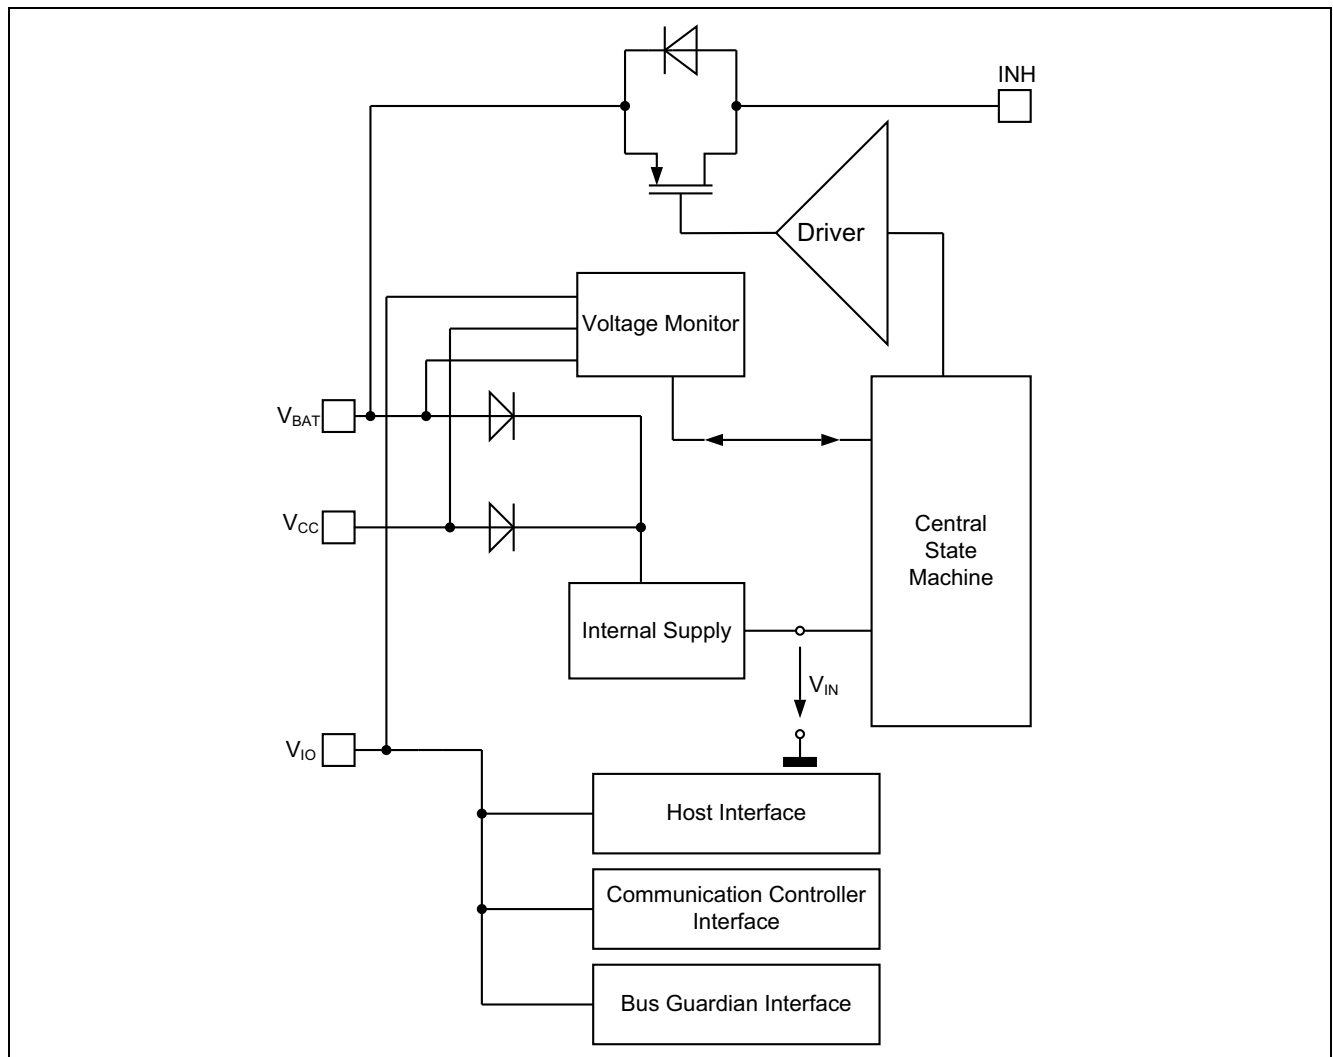 INH
Driver
Voltage Monitor
VBAT
VCC
Central
State
Machine
Internal Supply
VIN
VIO
Host Interface
Communication Controller
Interface
Bus Guardian Interface